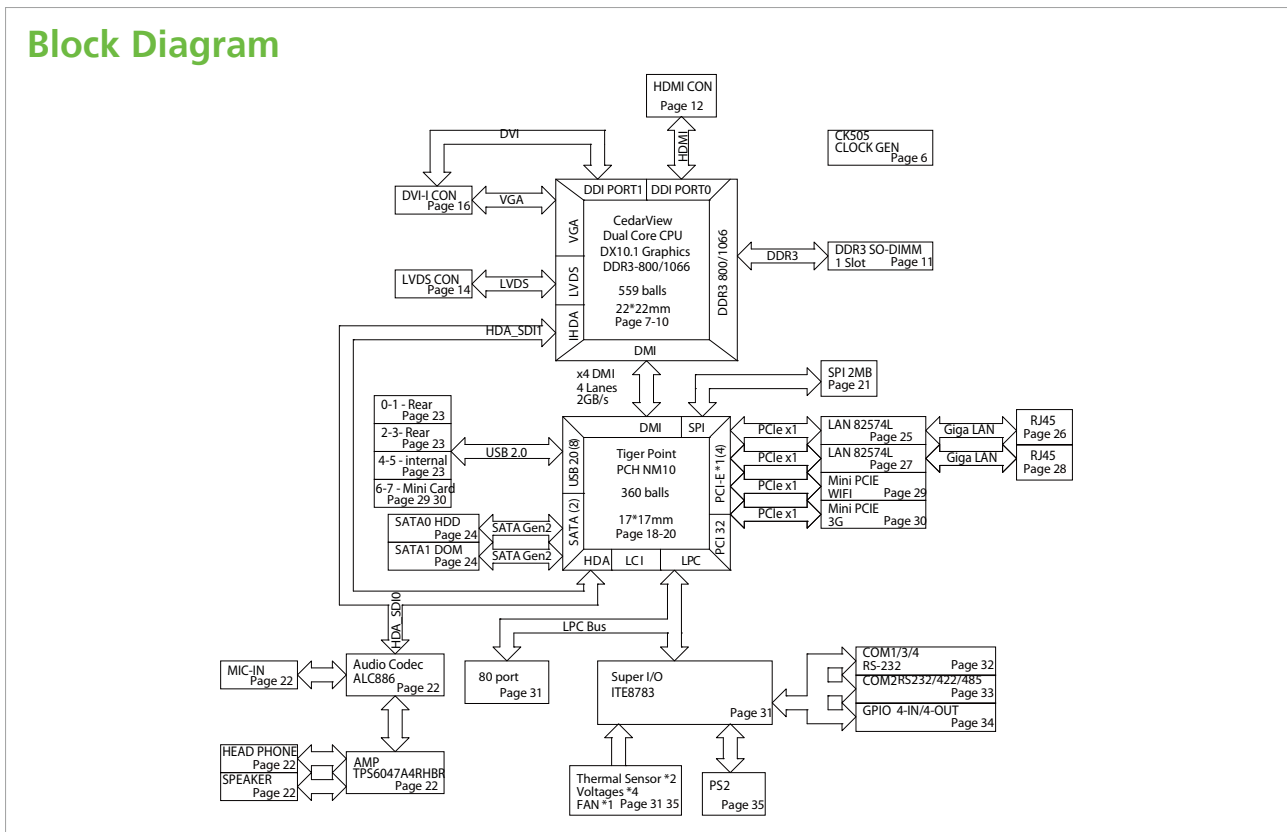 Block Diagram
HDMI CON
Page 12
CK505
CLOCK GEN
Page 6
DVI
HDMI
DDI PORT1
DDI PORT0
DVI-I CON
Page 16
VGA
VGA
CedarView
Dual Core CPU
DX10.1 Graphics
DDR3-800/1066
559 balls
22*22mm
Page 7-10
DDR3 800/1066
DDR3
DDR3 SO-DIMM
1 Slot
Page 11
LVDS CON
Page 14
LVDS
LVDS
IHDA
HDA_SDI1
DMI
x4 DMI
4 Lanes
2GB/s
SPI 2MB
Page 21
0-1 - Rear
Page 23
2-3- Rear
Page 23
4-5 - internal
Page 23
6-7 - Mini Card
Page 29 30
USB 2.0
USB 2.0(8)
DMI
SPI
Tiger Point
PCH NM10
360 balls
17*17mm
Page 18-20
PCI-E *1(4)
PCI 32
PCIe x1
LAN 82574L
Page 25
Giga LAN
RJ45
Page 26
PCIe x1
LAN 82574L
Page 27
Giga LAN
RJ45
Page 28
PCIe x1
Mini PCIE
WIFI
Page 29
PCIe x1
Mini PCIE
3G
Page 30
SATA0 HDD
Page 24
SATA Gen2
SATA1 DOM
Page 24
SATA Gen2
SATA (2)
HDA
LCI
LPC
HDA_SDI0
LPC Bus
MIC-IN
Page 22
Audio Codec
ALC886
Page 22
80 port
Page 31
Super I/O
ITE8783
Page 31
COM1/3/4
RS-232
Page 32
COM2RS232/422/485
Page 33
GPIO 4-IN/4-OUT
Page 34
HEAD PHONE
Page 22
SPEAKER
Page 22
AMP
TPS6047A4RHBR
Page 22
Thermal Sensor *2
Voltages *4
FAN *1 Page 31 35
PS2
Page 35